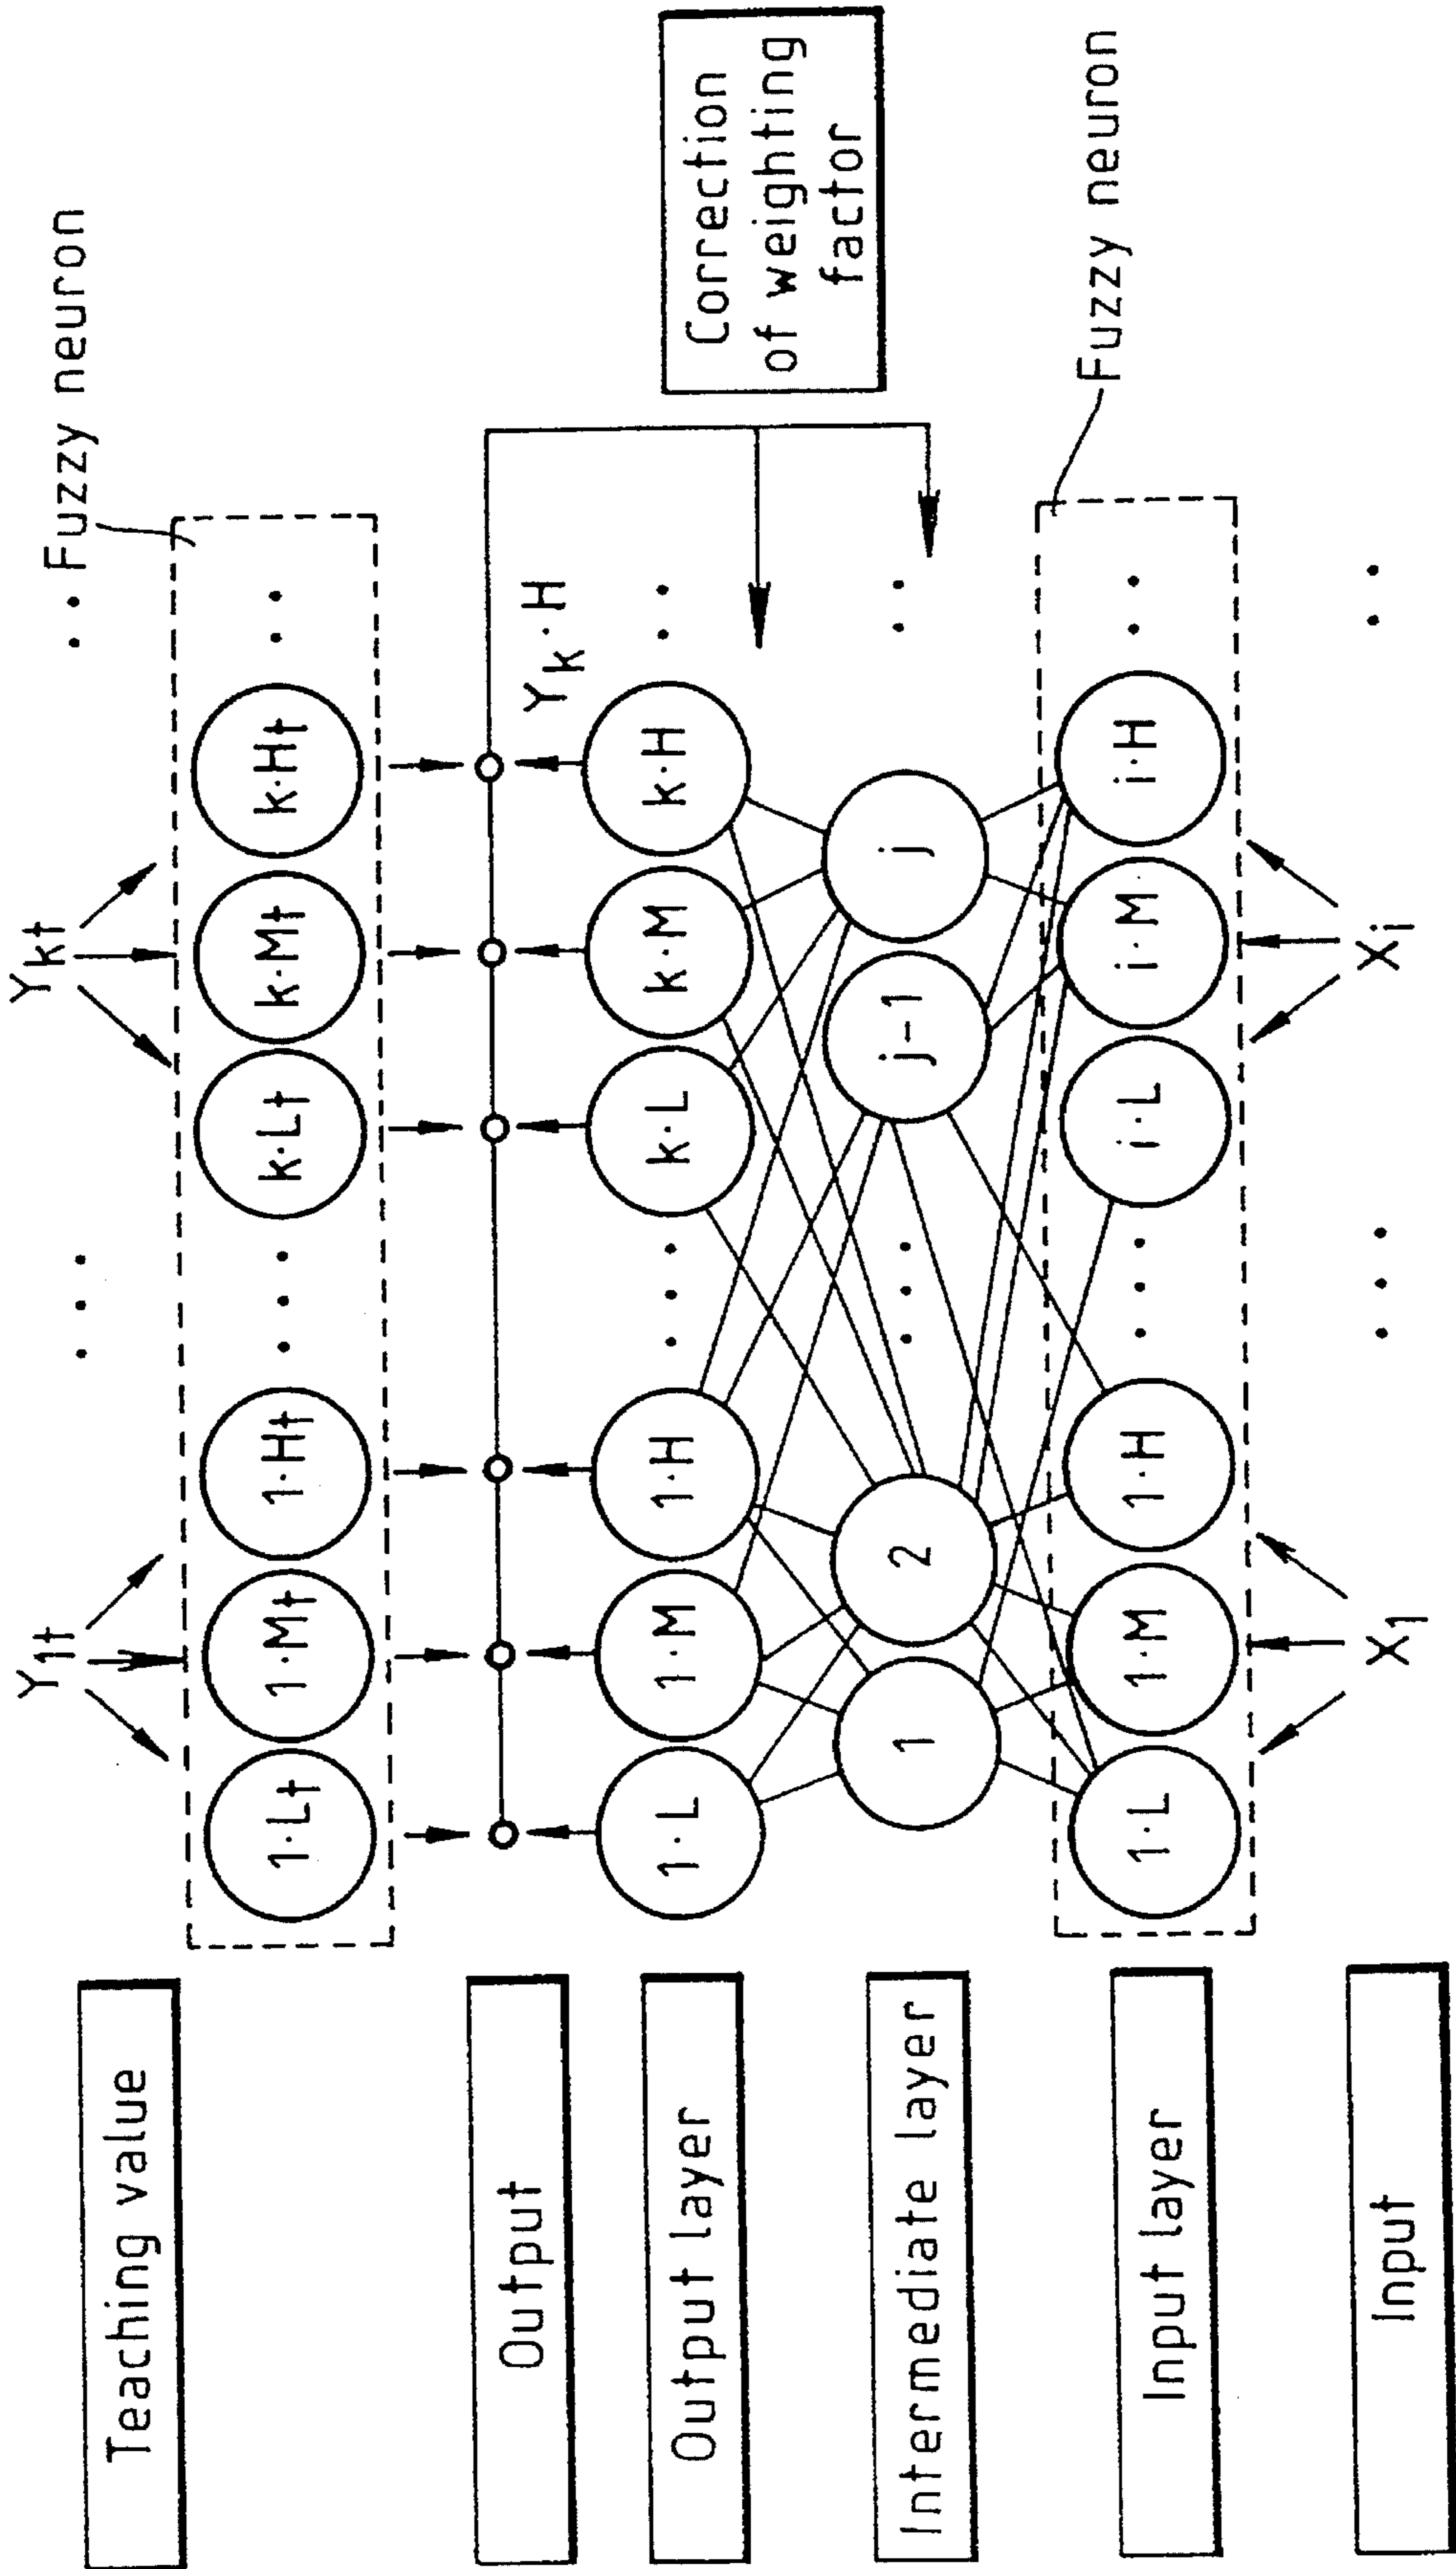 Teaching value
Y1t
. . .
Ykt
. . Fuzzy neuron
1·Lt
1·Mt
1·Ht
. . .
k·Lt
k·Mt
k·Ht
. .
Output
Yk·H
Output layer
1·L
1·M
1·H
. . .
k·L
k·M
k·H
. .
Correction
of weighting
factor
Intermediate layer
1
2
. . .
j-1
j
. .
Input layer
1·L
1·M
1·H
. . .
i·L
i·M
i·H
. .
Fuzzy neuron
Input
X1
. . .
Xi
. .